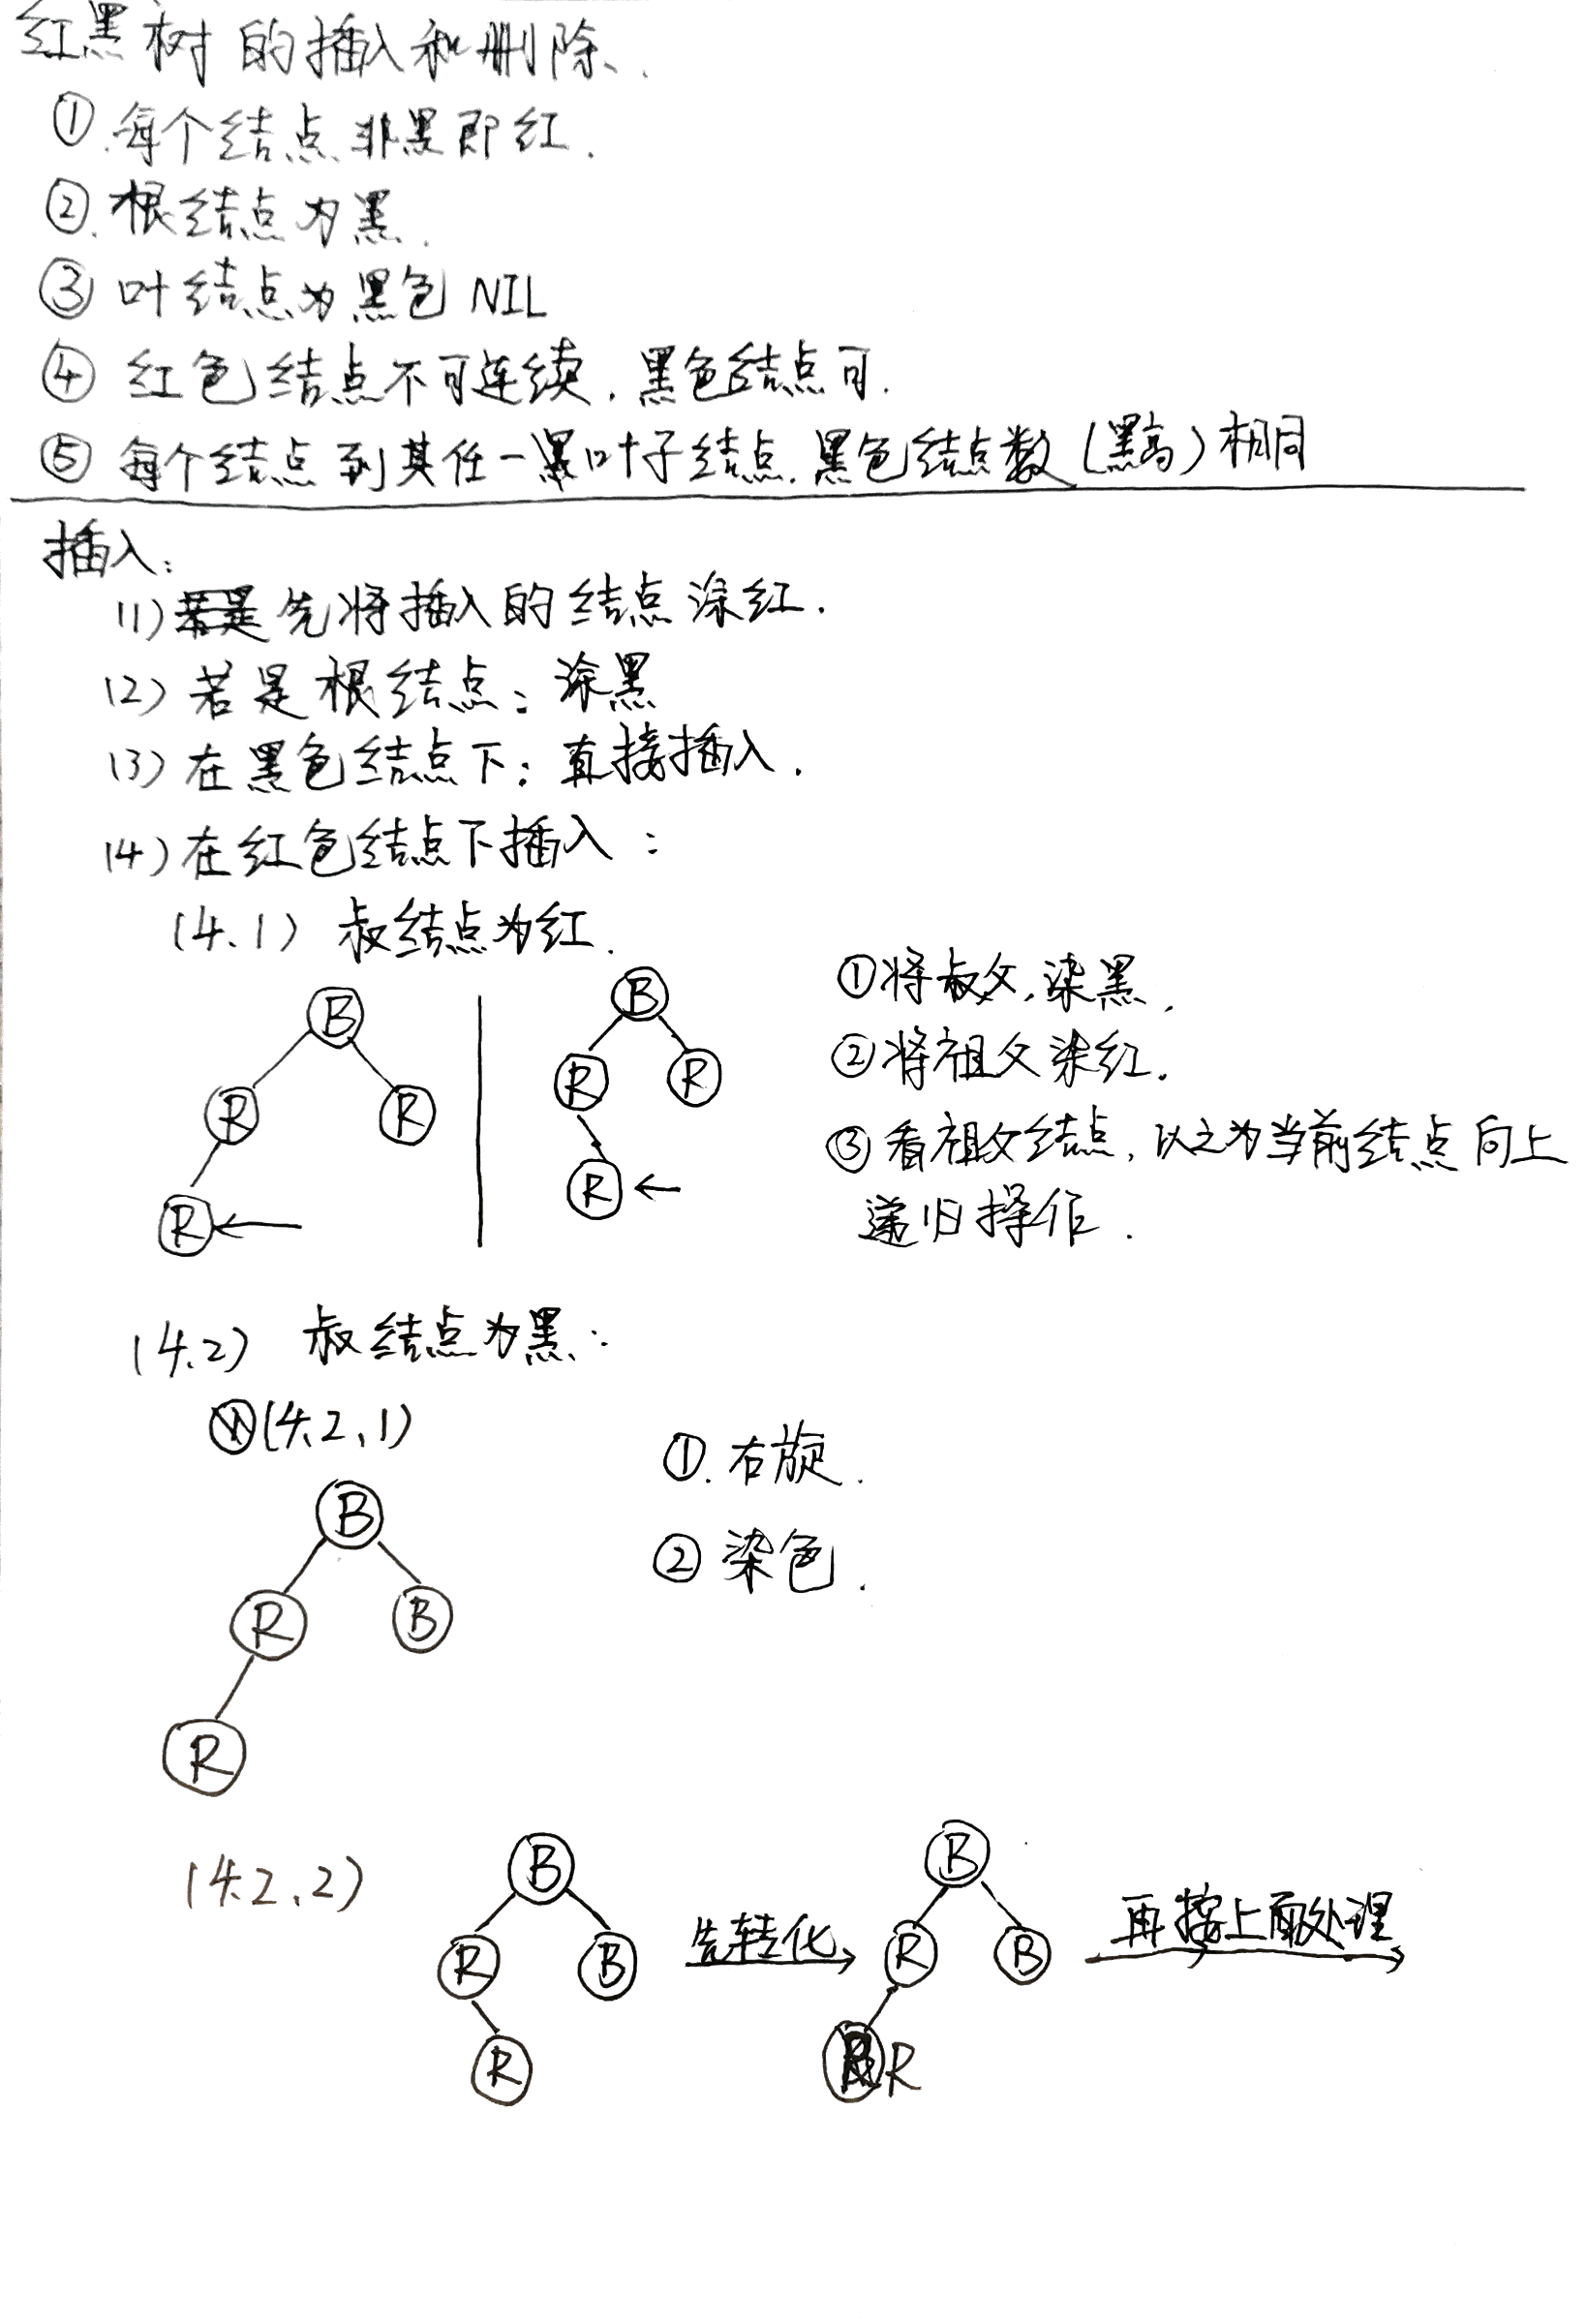 红黑树的插入和删除.
①.每个结点非黑即红.
②.根结点为黑.
③叶结点为黑色NIL
④红色结点不可连续.黑色结点可.
⑤每个结点到其任一黑叶子结点.黑色结点数(黑高)相同
插入:
(1)先将插入的结点涂红.
(2)若是根结点:涂黑
(3)在黑色结点下:直接插入.
(4)在红色结点下插入:
(4.1)叔结点为红.
B
R R
R←
B
R R
R←
①将叔父,染黑.
②将祖父染红.
③看祖父结点,以之为当前结点向上
递归操作.
(4.2)叔结点为黑:
(4.2.1)
①.右旋.
②染色.
B
R B
R
(4.2.2)
B
R B
R
先转化
B
R B
R
再按上面处理